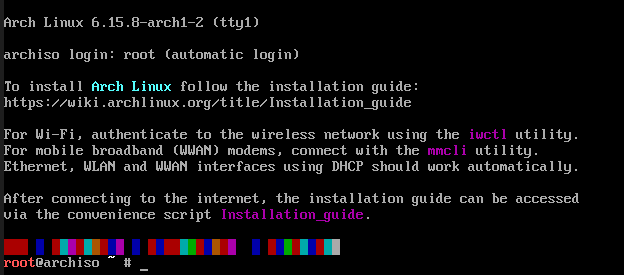 Arch Linux 6.15.8-arch1-2 (tty1)
archiso login: root (automatic login)
To install Arch Linux follow the installation guide:
https://wiki.archlinux.org/title/Installation_guide
For Wi-Fi, authenticate to the wireless network using the iwctl utility.
For mobile broadband (WWAN) modems, connect with the mmcli utility.
Ethernet, WLAN and WWAN interfaces using DHCP should work automatically.
After connecting to the internet, the installation guide can be accessed
via the convenience script Installation_guide.
root@archiso ~ # _